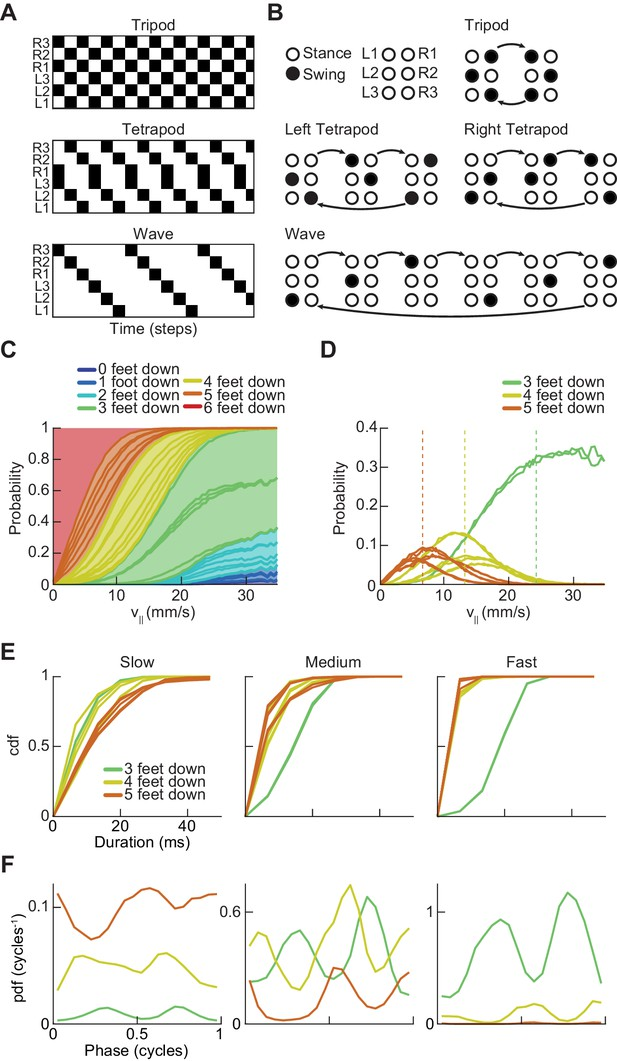 A
Tripod
R3
R2
R1
L3
L2
L1
Tetrapod
R3
R2
R1
L3
L2
L1
Wave
R3
R2
R1
L3
L2
L1
Time (steps)
B
Stance
Swing
L1 R1
L2 R2
L3 R3
Tripod
Left Tetrapod
Right Tetrapod
Wave
C
0 feet down
1 foot down
2 feet down
3 feet down
4 feet down
5 feet down
6 feet down
Probability
1
0.8
0.6
0.4
0.2
0
0 10 20 30
v|| (mm/s)
D
3 feet down
4 feet down
5 feet down
Probability
0.4
0.3
0.2
0.1
0
0 10 20 30
v|| (mm/s)
E
Slow
Medium
Fast
cdf
1
0.5
0
3 feet down
4 feet down
5 feet down
0 20 40
Duration (ms)
F
pdf (cycles⁻¹)
0.1
0
0 0.5 1
Phase (cycles)
0.6
0
1
0